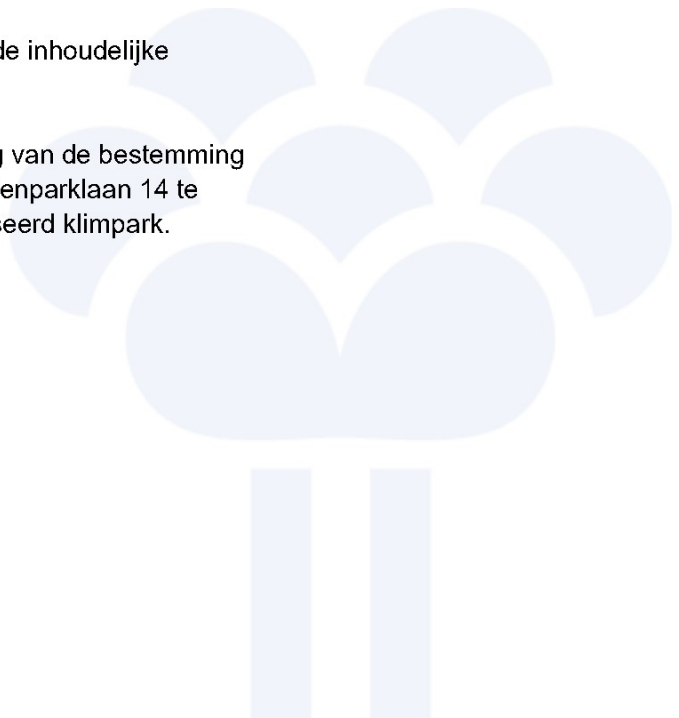 de inhoudelijke
van de bestemming
enparklaan 14 te
seerd klimpark.